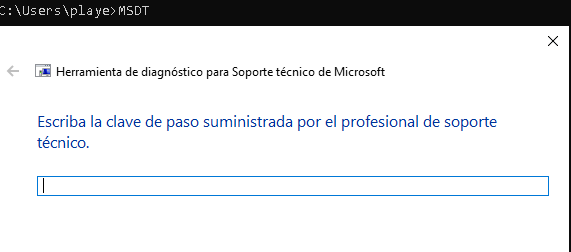 C:\Users\playe>MSDT
Herramienta de diagnóstico para Soporte técnico de Microsoft
Escriba la clave de paso suministrada por el profesional de soporte
técnico.